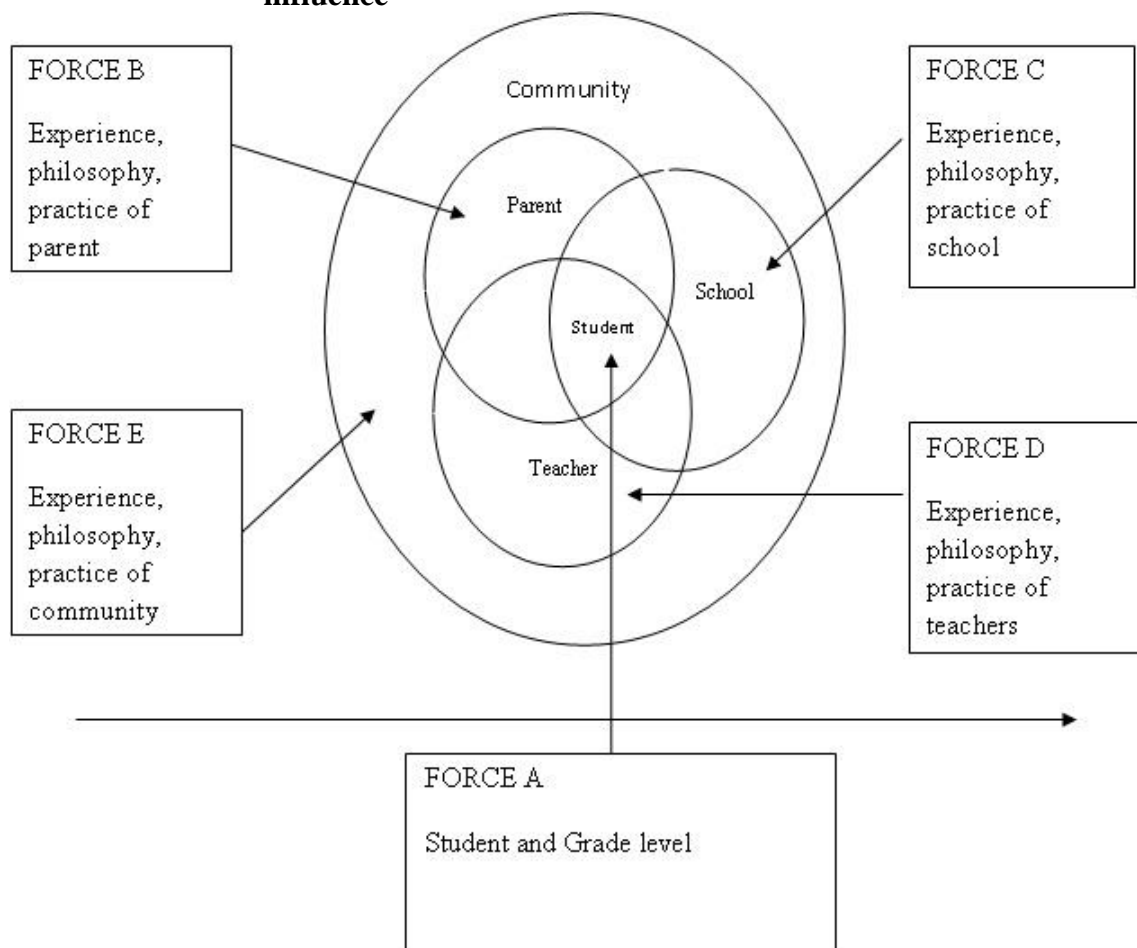 influence
FORCE B
Experience,
philosophy,
practice of
parent
Community
FORCE C
Experience,
philosophy,
practice of
school
Parent
School
Student
FORCE E
Experience,
philosophy,
practice of
community
Teacher
FORCE D
Experience,
philosophy,
practice of
teachers
FORCE A
Student and Grade level